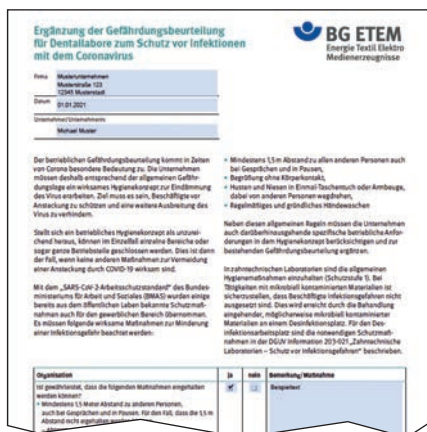 Ergänzung der Gefährdungsbeurteilung
für Dentallabore zum Schutz vor Infektionen
mit dem Coronavirus
BG ETEM
Energie Textil Elektro
Medienerzeugnisse
Firma
Musterunternehmen
Musterstraße 123
12345 Musterstadt
Datum
01.01.2021
Unternehmer/Unternehmerin
Michael Muster
Der betrieblichen Gefährdungsbeurteilung kommt in Zeiten
von Corona besondere Bedeutung zu. Die Unternehmen
müssen deshalb entsprechend der allgemeinen Gefähr-
dungslage ein wirksames Hygienekonzept zur Eindämmung
des Virus erarbeiten. Ziel muss es sein, Beschäftigte vor
Ansteckung zu schützen und eine weitere Ausbreitung des
Virus zu verhindern.
Stellt sich ein betriebliches Hygienekonzept als unzurei-
chend heraus, können im Einzelfall einzelne Bereiche oder
sogar ganze Betriebsteile geschlossen werden. Dies ist dann
der Fall, wenn keine anderen Maßnahmen zur Vermeidung
einer Ansteckung durch COVID-19 wirksam sind.
Mit dem „SARS-CoV-2-Arbeitsschutzstandard“ des Bundes-
ministeriums für Arbeit und Soziales (BMAS) wurden einige
bereits aus dem öffentlichen Leben bekannte Schutzmaß-
nahmen auch für den gewerblichen Bereich übernommen.
Es müssen folgende wirksame Maßnahmen zur Minderung
einer Infektionsgefahr beachtet werden:
• Mindestens 1,5 m Abstand zu allen anderen Personen auch
bei Gesprächen und in Pausen,
• Begrüßung ohne Körperkontakt,
• Husten und Niesen in Einmal-Taschentuch oder Armbeuge,
dabei von anderen Personen wegdrehen,
• Regelmäßiges und gründliches Händewaschen
Neben diesen allgemeinen Regeln müssen die Unternehmen
auch darüberhinausgehende spezifische betriebliche Anfor-
derungen in dem Hygienekonzept berücksichtigen und zur
bestehenden Gefährdungsbeurteilung ergänzen.
In zahntechnischen Laboratorien sind die allgemeinen
Hygienemaßnahmen einzuhalten (Schutzstufe 1). Bei
Tätigkeiten mit mikrobiell kontaminierten Materialien ist
sicherzustellen, dass Beschäftigte Infektionsgefahren nicht
ausgesetzt sind. Dies wird erreicht durch die Behandlung
eingehender, möglicherweise mikrobiell kontaminierter
Materialien an einem Desinfektionsplatz. Für den Des-
infektionsarbeitsplatz sind die notwendigen Schutzmaß-
nahmen in der DGUV Information 203-021 „Zahntechnische
Laboratorien – Schutz vor Infektionsgefahren“ beschrieben.
Organisation ja nein Bemerkung/Maßnahme
Ist gewährleistet, dass die folgenden Maßnahmen eingehalten
werden können?
Beispieltext
• Mindestens 1,5 Meter Abstand zu anderen Personen,
auch bei Gesprächen und in Pausen. Für den Fall, dass die 1,5 m
Abstand nicht eingehalten